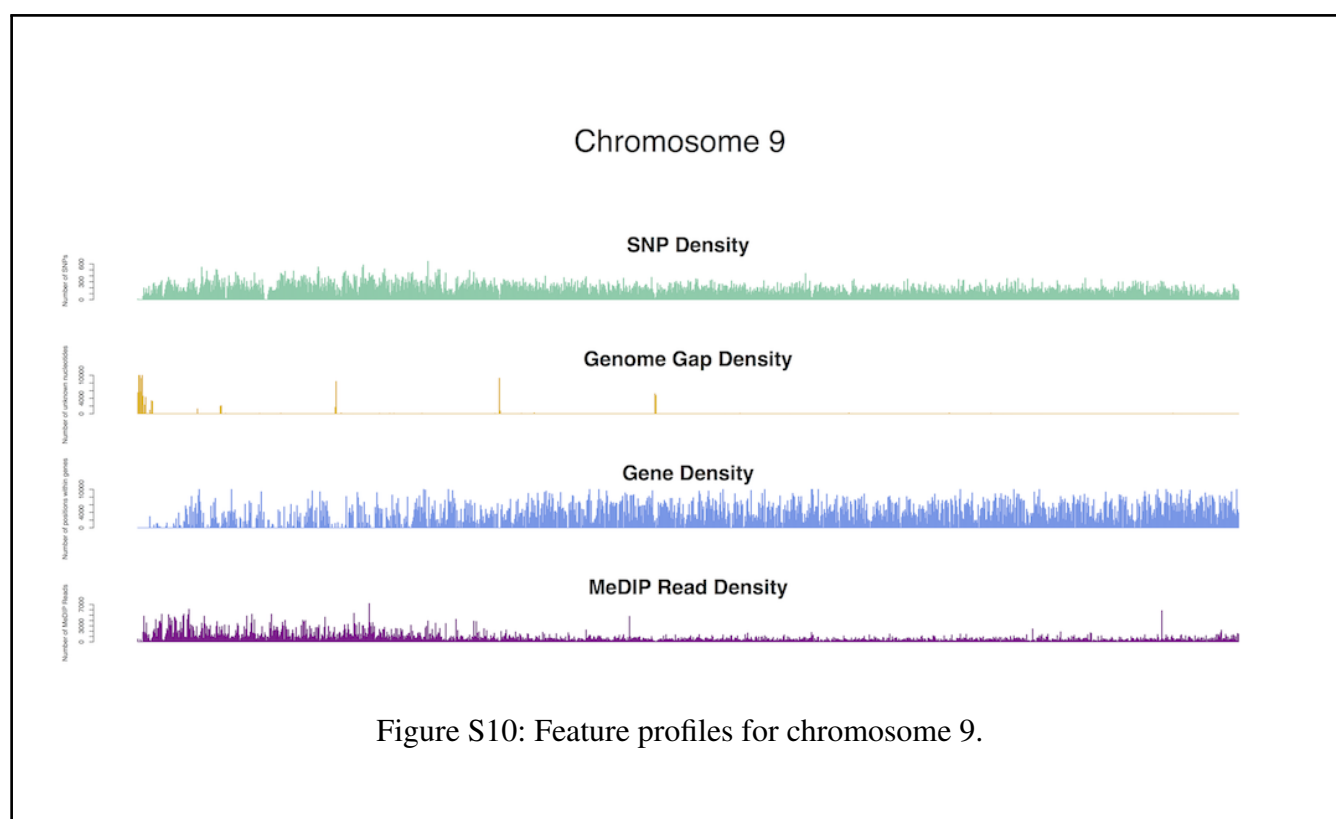 Chromosome 9
SNP Density
Number of SNPs
0 300 600
Genome Gap Density
Number of unknown nucleotides
0 4000 10000
Gene Density
Number positions within genes
0 4000 10000
MeDIP Read Density
Number of MeDIP Reads
0 3000 7000
Figure S10: Feature profiles for chromosome 9.